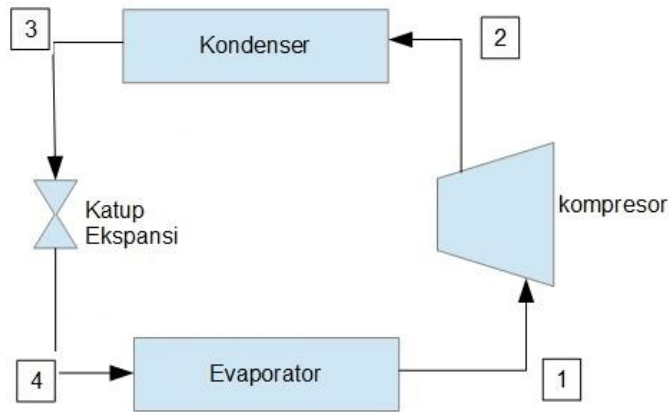 3
Kondenser
2
Katup
Ekspansi
kompresor
4
Evaporator
1